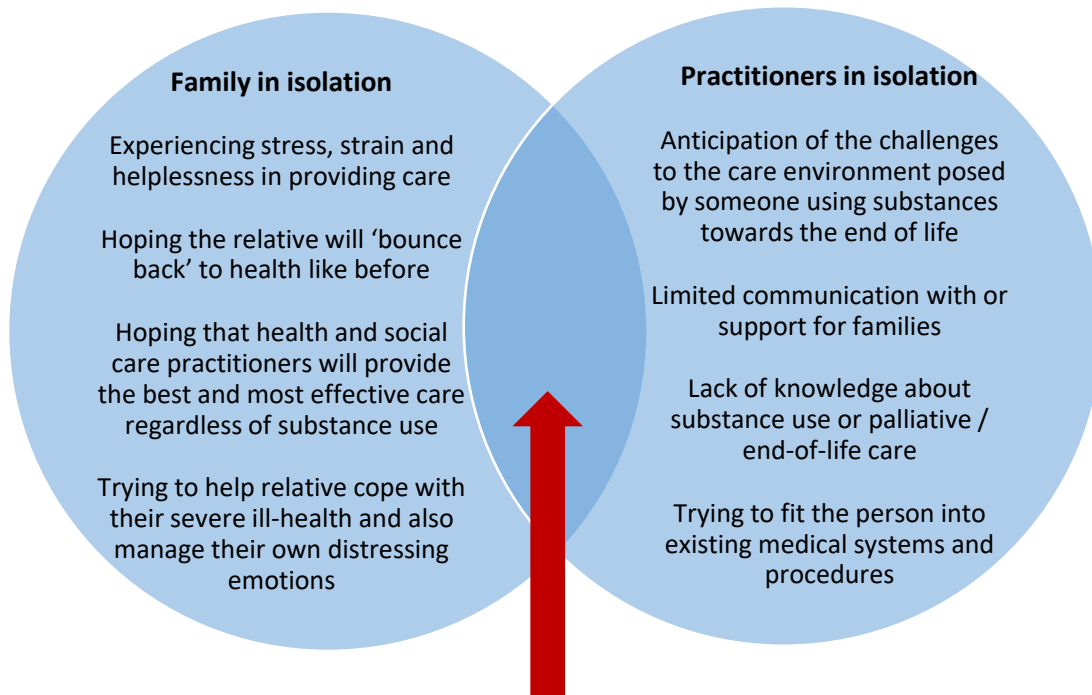 Family in isolation
Experiencing stress, strain and
helplessness in providing care
Hoping the relative will ‘bounce
back’ to health like before
Hoping that health and social
care practitioners will provide
the best and most effective care
regardless of substance use
Trying to help relative cope with
their severe ill-health and also
manage their own distressing
emotions
Practitioners in isolation
Anticipation of the challenges
to the care environment posed
by someone using substances
towards the end of life
Limited communication with or
support for families
Lack of knowledge about
substance use or palliative /
end-of-life care
Trying to fit the person into
existing medical systems and
procedures